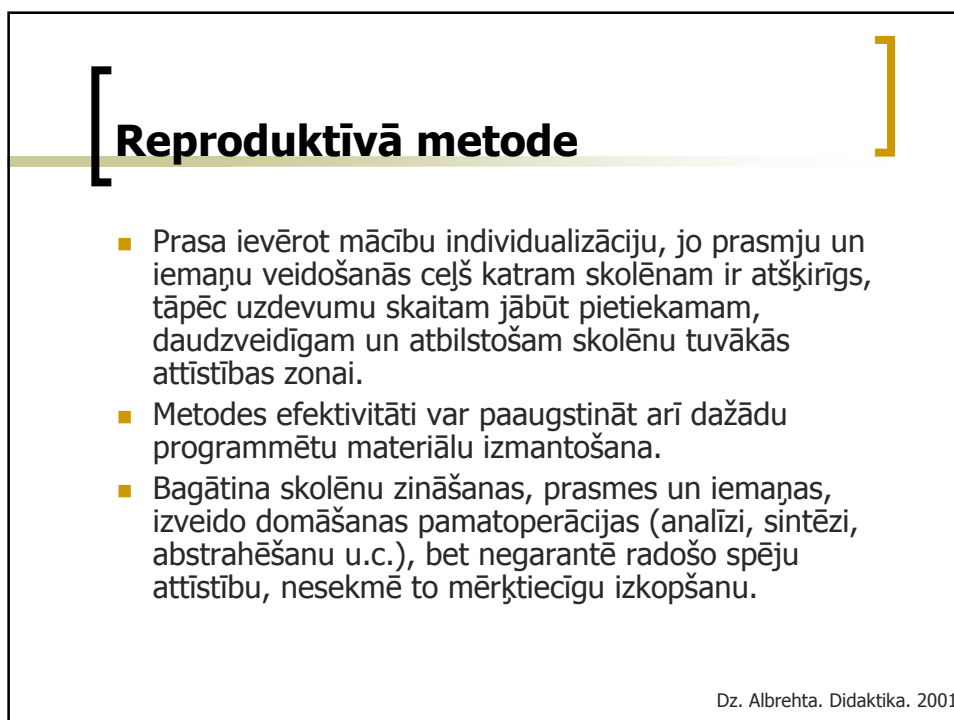 Reproduktīvā metode
Prasa ievērot mācību individualizāciju, jo prasmju un
iemaņu veidošanās ceļš katram skolēnam ir atšķirīgs,
tāpēc uzdevumu skaitam jābūt pietiekamam,
daudzveidīgam un atbilstošam skolēnu tuvākās
attīstības zonai.
Metodes efektivitāti var paaugstināt arī dažādu
programmētu materiālu izmantošana.
Bagātina skolēnu zināšanas, prasmes un iemaņas,
izveido domāšanas pamatoperācijas (analīzi, sintēzi,
abstrahēšanu u.c.), bet negarantē radošo spēju
attīstību, nesekmē to mērķtiecīgu izkopšanu.
Dz. Albrehta. Didaktika. 2001